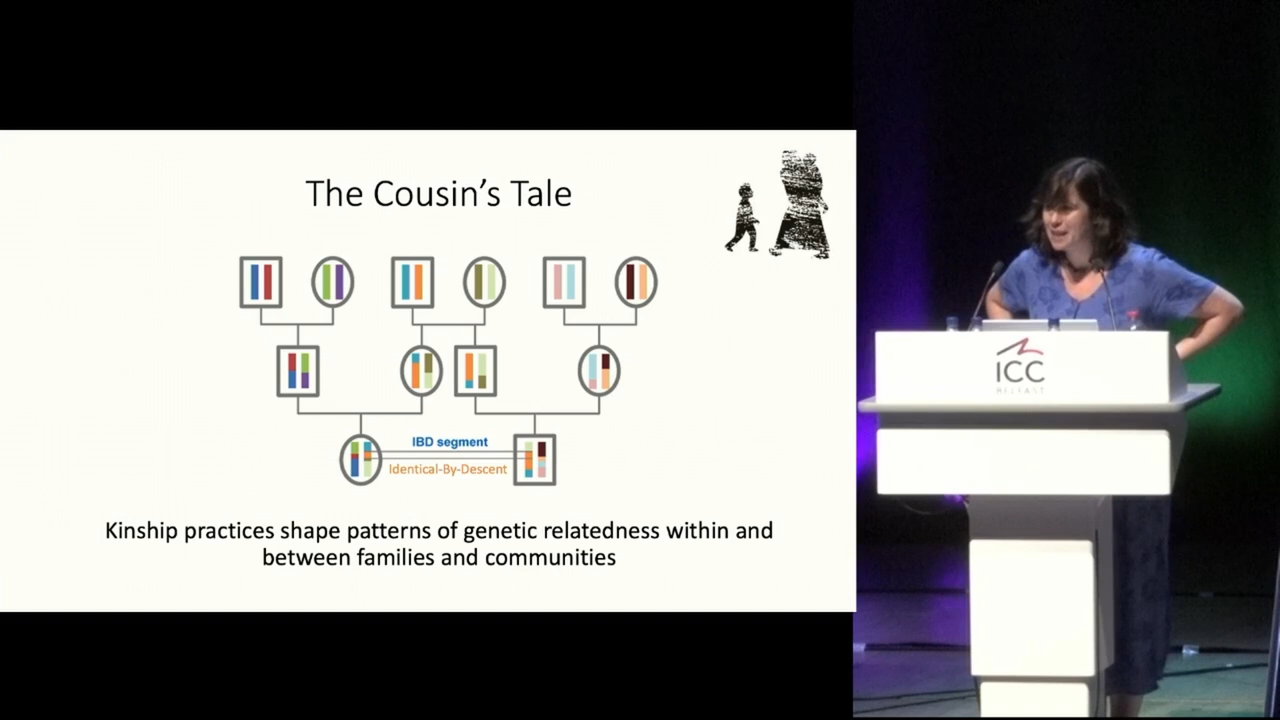 The Cousin's Tale
IBD segment
Identical-By-Descent
Kinship practices shape patterns of genetic relatedness within and
between families and communities
ICC
BELFAST